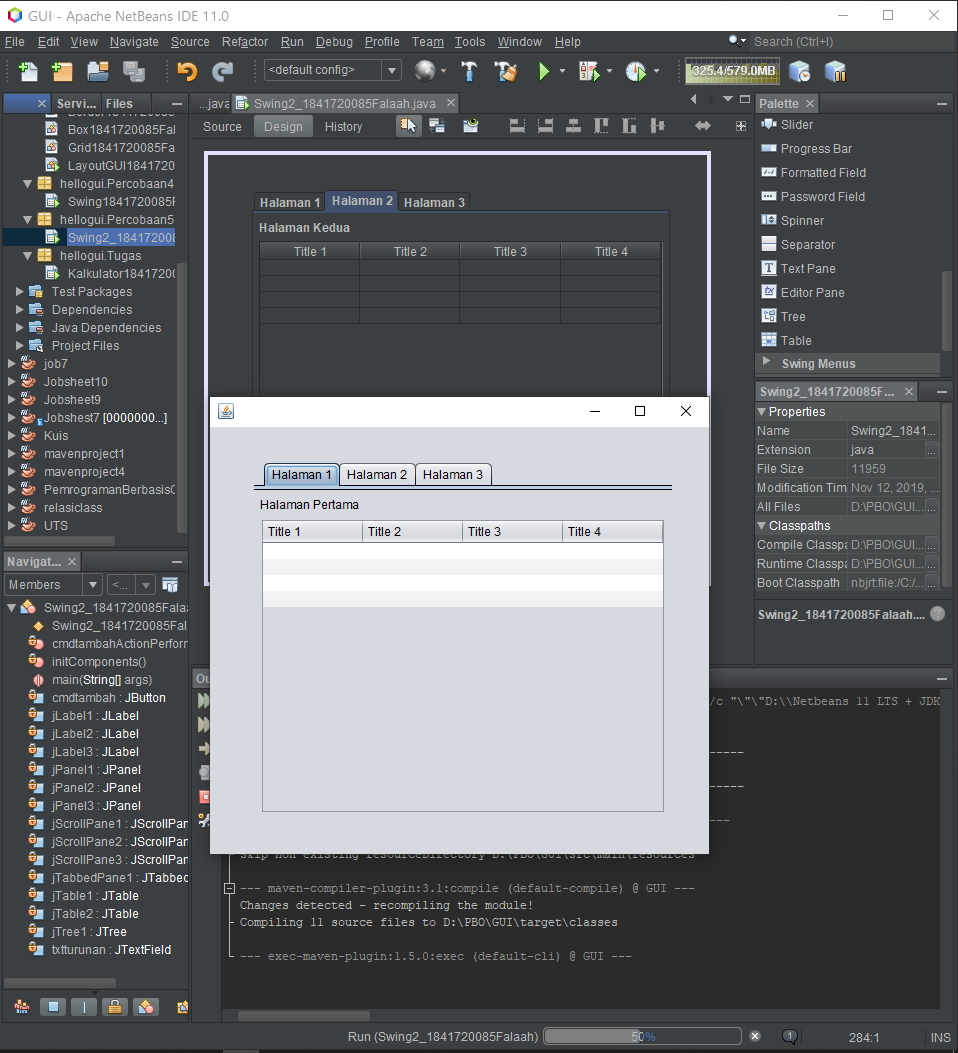 GUI - Apache NetBeans IDE 11.0
File Edit View Navigate Source Refactor Run Debug Profile Team Tools Window Help
Search (Ctrl+I)
<default config>
325.4/579.0MB
Servi... Files
Box1841720085Fal
Grid1841720085Fa
LayoutGUI1841720
hellogui.Percobaan4
Swing18417200085F
hellogui.Percobaan5
Swing2_184172008
hellogui.Tugas
Kalkulator1841720
Test Packages
Dependencies
Java Dependencies
Project Files
job7
Jobsheet10
Jobsheet9
Jobshest7 [0000000...]
Kuis
mavenproject1
mavenproject4
PemrogramanBerbasis
relasiclass
UTS
Navigat...
Members
<...
Swing2_1841720085Falaa
Swing2_1841720085Fal
cmdtambahActionPerforr
initComponents()
main(String[] args)
cmdtambah : JButton
jLabel1 : JLabel
jLabel2 : JLabel
jLabel3 : JLabel
jPanel1 : JPanel
jPanel2 : JPanel
jPanel3 : JPanel
jScrollPane1 : JScrollPan
jScrollPane2 : JScrollPan
jScrollPane3 : JScrollPan
jTabbedPane1 : JTabbed
jTable1 : JTable
jTable2 : JTable
jTree1 : JTree
txtturunan : JTextField
...java Swing2_1841720085Falaah.java
Source Design History
Halaman 1 Halaman 2 Halaman 3
Halaman Kedua
Title 1 Title 2 Title 3 Title 4
Halaman 1 Halaman 2 Halaman 3
Halaman Pertama
Title 1 Title 2 Title 3 Title 4
Palette
Slider
Progress Bar
Formatted Field
Password Field
Spinner
Separator
Text Pane
Editor Pane
Tree
Table
Swing Menus
Swing2_1841720085F...
Properties
Name Swing2_1841...
Extension java ...
File Size 11959
Modification Tim Nov 12, 2019, ...
All Files D:\PBO\GUI... ...
Classpaths
Compile Classpa D:\PBO\GUI... ...
Runtime Classpa D:\PBO\GUI... ...
Boot Classpath nbjrt:file:/C:/... ...
Swing2_1841720085Falaah....
Ou
/c "\"\"D:\\Netbeans 11 LTS + JDK
-----
-----
---
skip non existing resourceDirectory D:\PBO\GUI\src\main\resources
--- maven-compiler-plugin:3.1:compile (default-compile) @ GUI ---
Changes detected - recompiling the module!
Compiling 11 source files to D:\PBO\GUI\target\classes
--- exec-maven-plugin:1.5.0:exec (default-cli) @ GUI ---
Run (Swing2_1841720085Falaah) 50% 1 284:1 INS